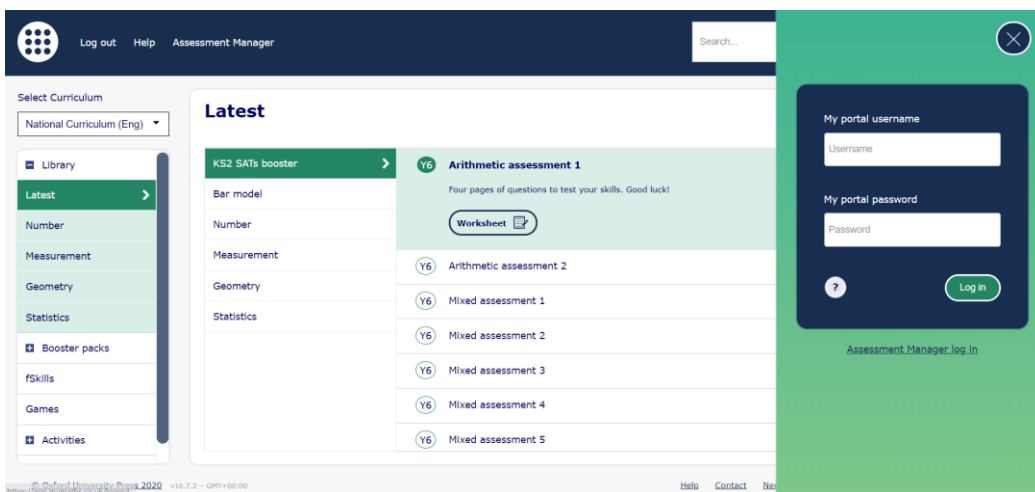 Log out Help Assessment Manager
Search...
Select Curriculum
National Curriculum (Eng)
Library
Latest
Number
Measurement
Geometry
Statistics
Booster packs
fSkills
Games
Activities
Latest
KS2 SATs booster
Bar model
Number
Measurement
Geometry
Statistics
Y6 Arithmetic assessment 1
Four pages of questions to test your skills. Good luck!
Worksheet
Y6 Arithmetic assessment 2
Y6 Mixed assessment 1
Y6 Mixed assessment 2
Y6 Mixed assessment 3
Y6 Mixed assessment 4
Y6 Mixed assessment 5
My portal username
Username
My portal password
Password
?
Log in
Assessment Manager log in
© Oxford University Press 2020 v16.7.2 - GMT+00:00
Help Contact